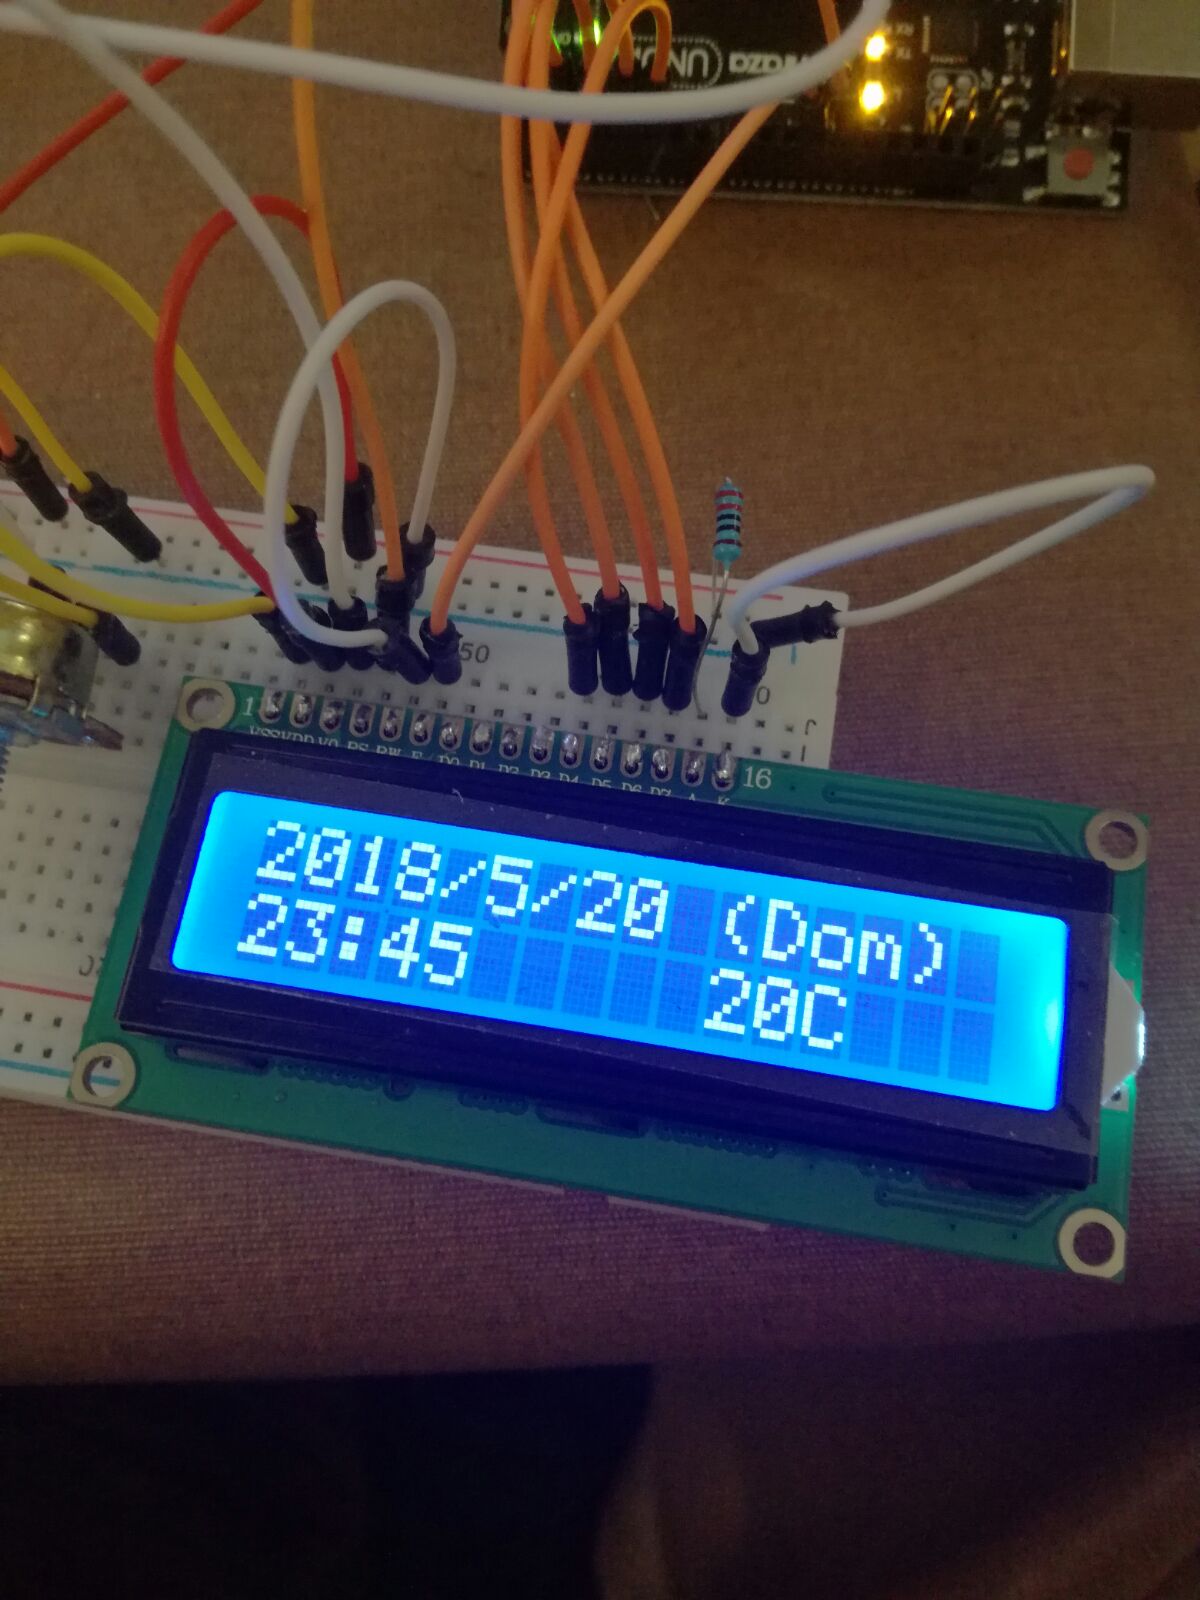 UNO
50
1
VSS VDD V0 RS RW E D0 D1 D2 D3 D4 D5 D6 D7 A K
16
2018/5/20 (Dom)
23:45 20C